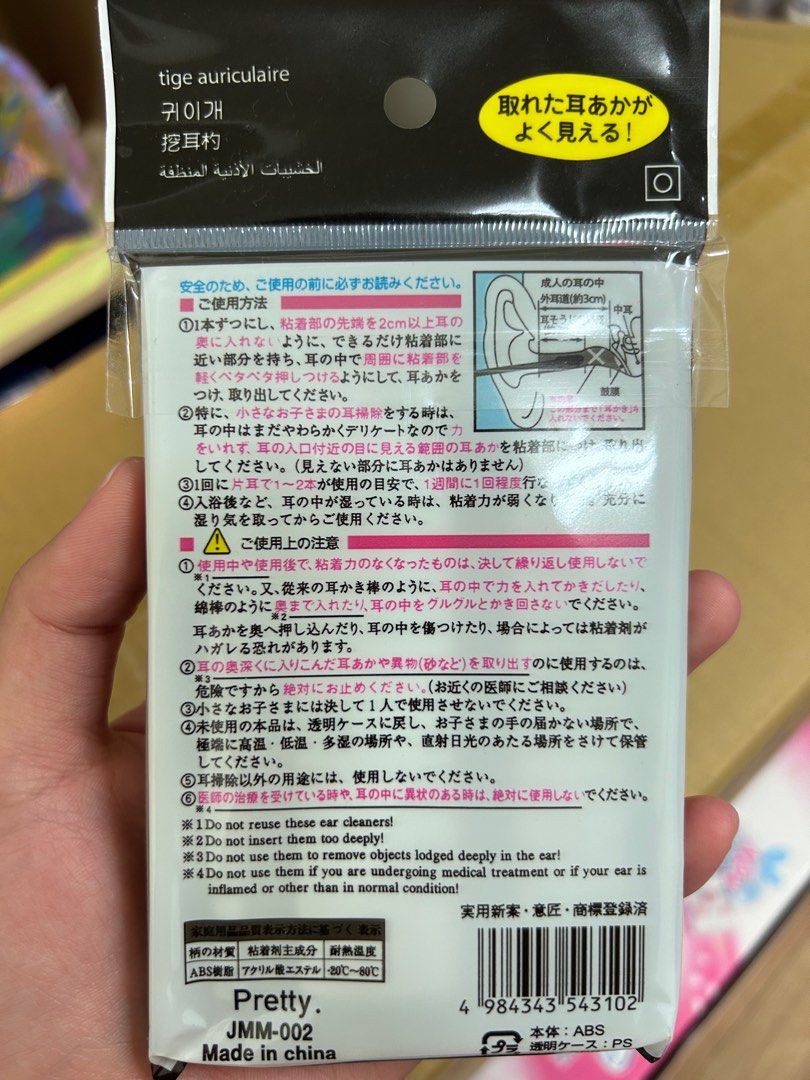 tige auriculaire
귀이개
挖耳杓
الخشيبات الأذنية المنظفة
取れた耳あかが
よく見える!
安全のため、ご使用の前に必ずお読みください。
■ご使用方法
①1本ずつにし、粘着部の先端を2cm以上耳の
奥に入れないように、できるだけ粘着部に
近い部分を持ち、耳の中で周囲に粘着部を
軽くペタペタ押しつけるようにして、耳あかを
つけ、取り出してください。
②特に、小さなお子さまの耳掃除をする時は、
耳の中はまだやわらかくデリケートなので力
をいれず、耳の入口付近の目に見える範囲の耳あかを粘着部に
してください。(見えない部分に耳あかはありません)
③1回に片耳で1〜2本が使用の目安で、1週間に1回程度行な
④入浴後など、耳の中が湿っている時は、粘着力が弱くな 充分に
湿り気を取ってからご使用ください。
成人の耳の中
外耳道(約3cm)
中耳
鼓膜
■ ご使用上の注意
①使用中や使用後で、粘着力のなくなったものは、決して繰り返し使用しないで
※1
ください。又、従来の耳かき棒のように、耳の中で力を入れてかきだしたり、
綿棒のように奥まで入れたり、耳の中をグルグルとかき回さないでください。
※2
耳あかを奥へ押し込んだり、耳の中を傷つけたり、場合によっては粘着剤が
ハガレる恐れがあります。
②耳の奥深くに入りこんだ耳あかや異物(砂など)を取り出すのに使用するのは、
※3
危険ですから絶対にお止めください。(お近くの医師にご相談ください)
③小さなお子さまには決して1人で使用させないでください。
④未使用の本品は、透明ケースに戻し、お子さまの手の届かない場所で、
極端に高温・低温・多湿の場所や、直射日光のあたる場所をさけて保管
してください。
⑤耳掃除以外の用途には、使用しないでください。
⑥医師の治療を受けている時や、耳の中に異状のある時は、絶対に使用しないでください。
※4
※1 Do not reuse these ear cleaners!
※2 Do not insert them too deeply!
※3 Do not use them to remove objects lodged deeply in the ear!
※4 Do not use them if you are undergoing medical treatment or if your ear is
inflamed or other than in normal condition!
実用新案・意匠・商標登録済
家庭用品品質表示方法に基づく表示
柄の材質 粘着剤主成分 耐熱温度
ABS樹脂 アクリル酸エステル -20℃〜80℃
Pretty.
JMM-002
Made in china
4 984343 543102
プラ
本体：ABS
透明ケース：PS